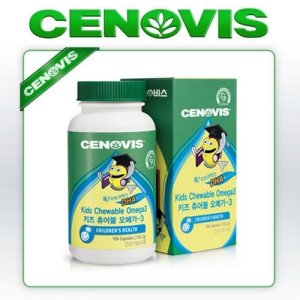 CENOVIS
CENOVIS
CENOVIS
DHA+
Kids Chewable Omega3
키즈 츄어블 오메가-3
CHILDREN'S HEALTH
CENOVIS
DHA+
Kids Chewable Omega3
키즈 츄어블 오메가-3
CHILDREN'S HEALTH